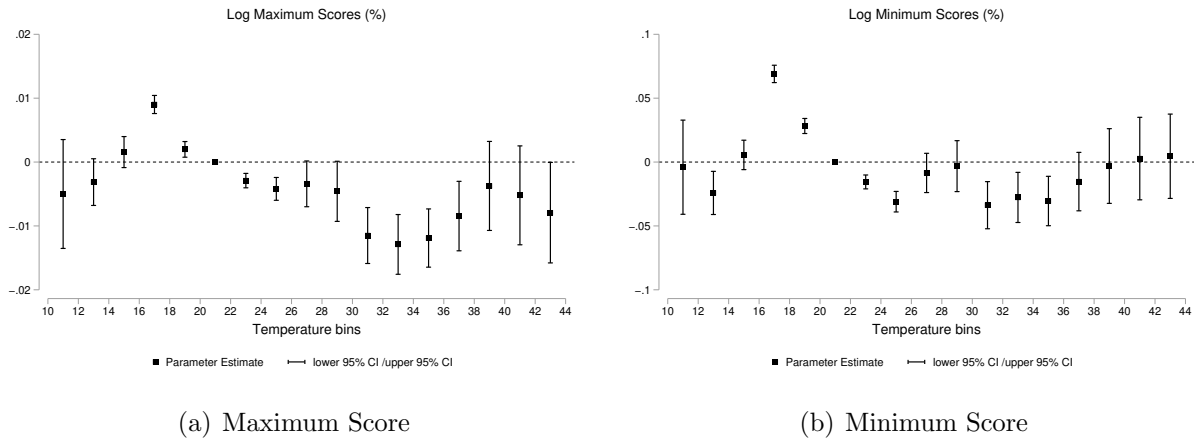 Log Maximum Scores (%)
.02
.01
0
−.01
−.02
10 12 14 16 18 20 22 24 26 28 30 32 34 36 38 40 42 44
Temperature bins
Parameter Estimate lower 95% CI /upper 95% CI
(a) Maximum Score
Log Minimum Scores (%)
.1
.05
0
−.05
−.1
10 12 14 16 18 20 22 24 26 28 30 32 34 36 38 40 42 44
Temperature bins
Parameter Estimate lower 95% CI /upper 95% CI
(b) Minimum Score